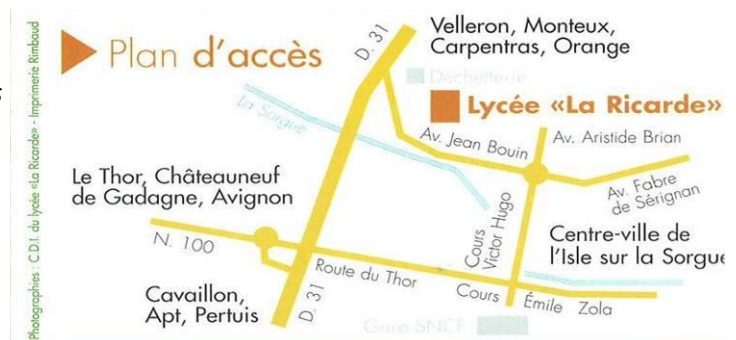 Plan d'accès
Velleron, Monteux,
Carpentras, Orange
D. 31
Déchetterie
La Sorgue
Lycée «La Ricarde»
Av. Jean Bouin
Av. Aristide Brian
Av. Fabre
de Sérignan
Le Thor, Châteauneuf
de Gadagne, Avignon
N. 100
Cours
Victor Hugo
Centre-ville de
l'Isle sur la Sorgue
Route du Thor
Cours Émile Zola
Cavaillon,
Apt, Pertuis
D. 31
Gare SNCF
Photographies : C.D.I. du lycée «La Ricarde» - Imprimerie Rimbaud